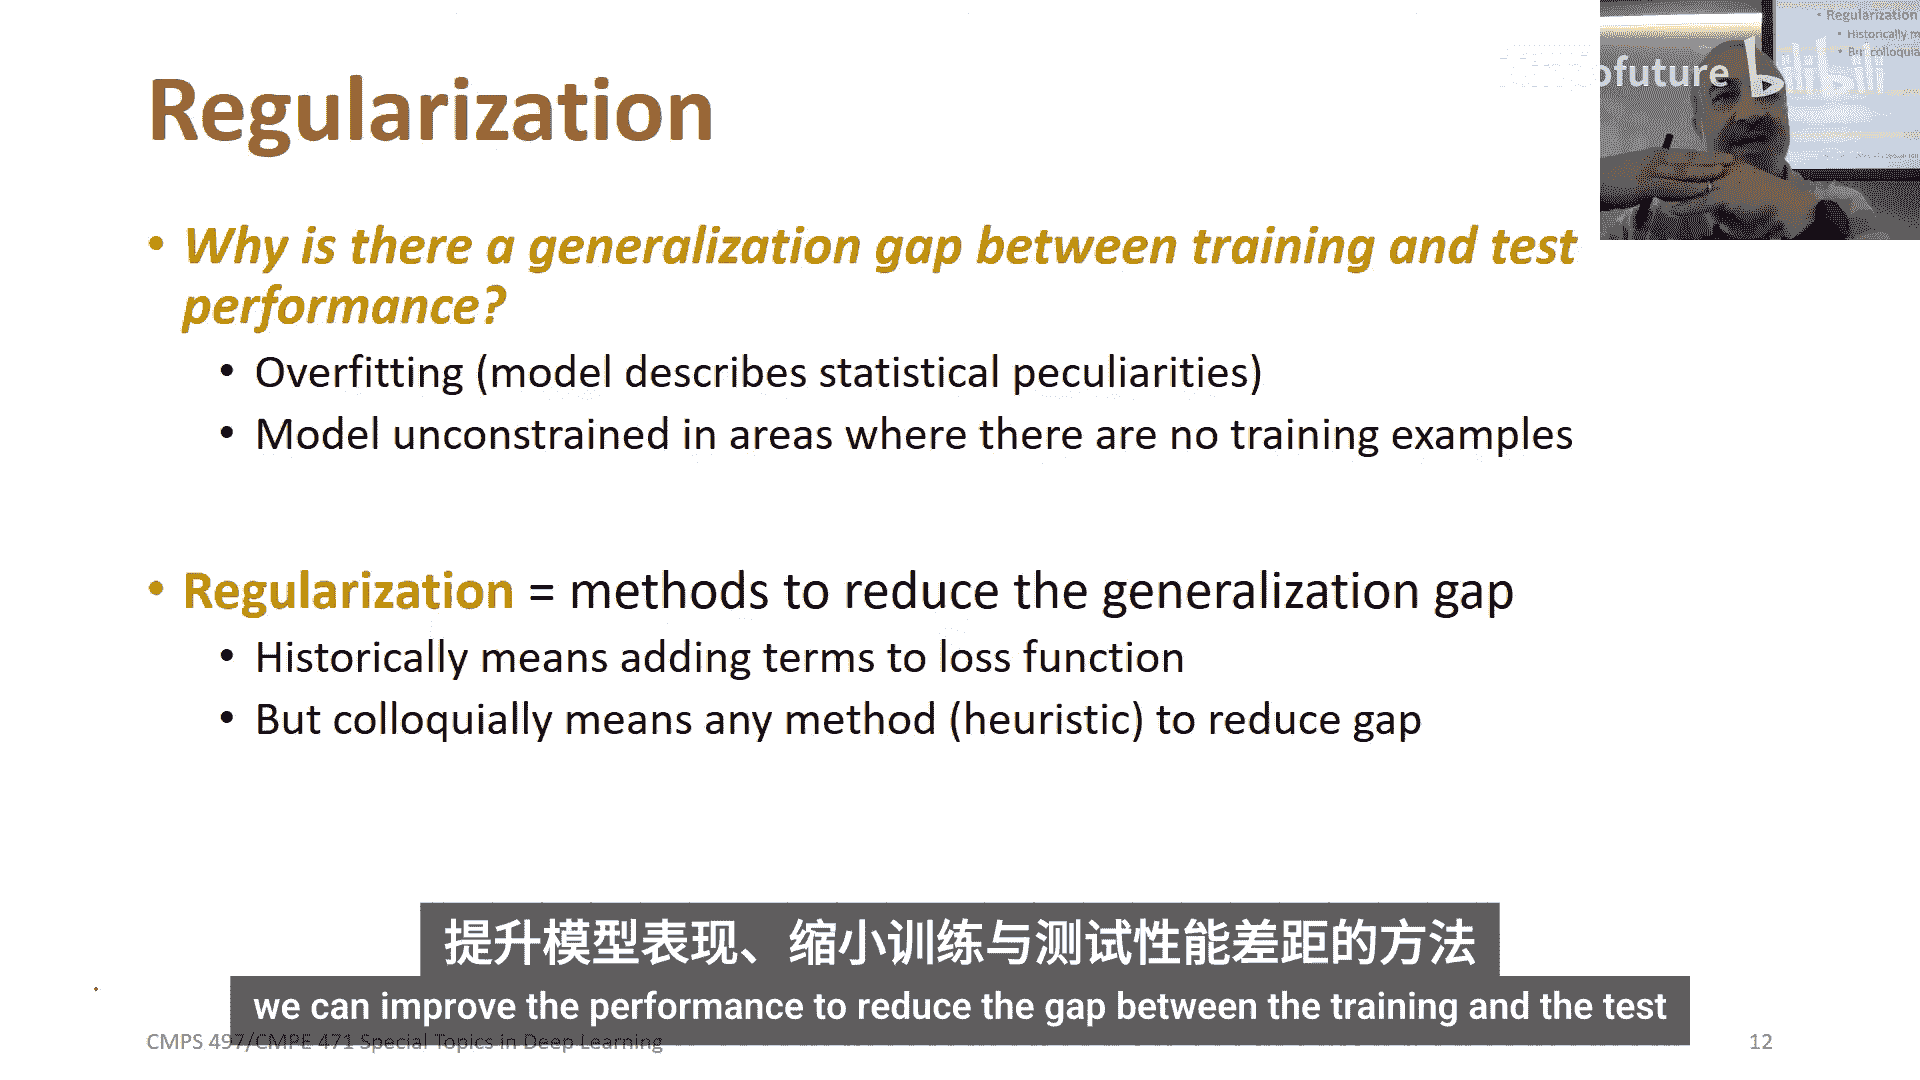 Regularization
• Why is there a generalization gap between training and test
performance?
• Overfitting (model describes statistical peculiarities)
• Model unconstrained in areas where there are no training examples
• Regularization = methods to reduce the generalization gap
• Historically means adding terms to loss function
• But colloquially means any method (heuristic) to reduce gap
• Regularization
• Historically
ofuture bilibili
提升模型表现、缩小训练与测试性能差距的方法
we can improve the performance to reduce the gap between the training and the test
CMPS 497/CMPE 471 Special Topics in Deep Learning
12